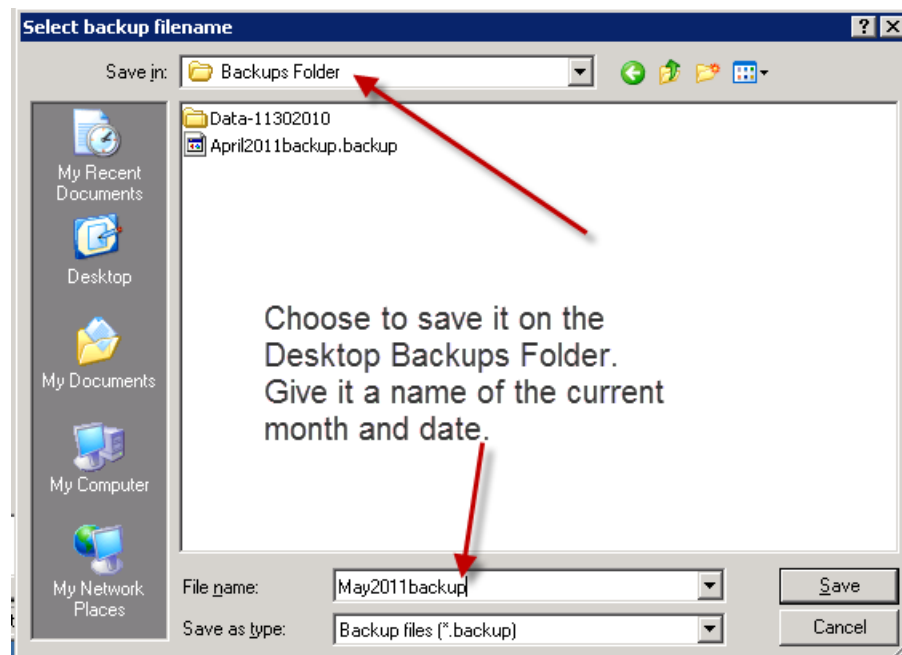 Select backup filename
Save in:
Backups Folder
Data-11302010
April2011backup.backup
My Recent
Documents
Desktop
My Documents
My Computer
My Network
Places
Choose to save it on the
Desktop Backups Folder.
Give it a name of the current
month and date.
File name:
May2011backup
Save
Save as type:
Backup files (*.backup)
Cancel